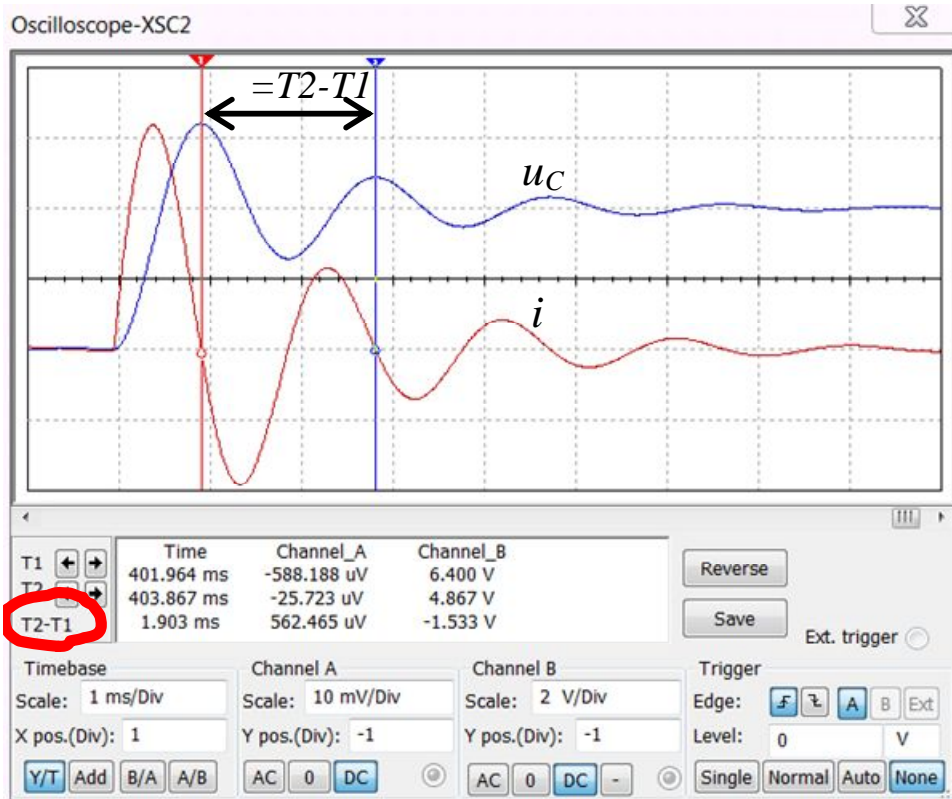 Oscilloscope-XSC2
1 2
=T2-T1
uC
i
Time Channel_A Channel_B
T1 401.964 ms -588.188 uV 6.400 V
T2 403.867 ms -25.723 uV 4.867 V
T2-T1 1.903 ms 562.465 uV -1.533 V
Reverse
Save
Ext. trigger
Timebase Channel A Channel B Trigger
Scale: 1 ms/Div Scale: 10 mV/Div Scale: 2 V/Div Edge: A B Ext
X pos.(Div): 1 Y pos.(Div): -1 Y pos.(Div): -1 Level: 0 V
Y/T Add B/A A/B AC 0 DC AC 0 DC - Single Normal Auto None